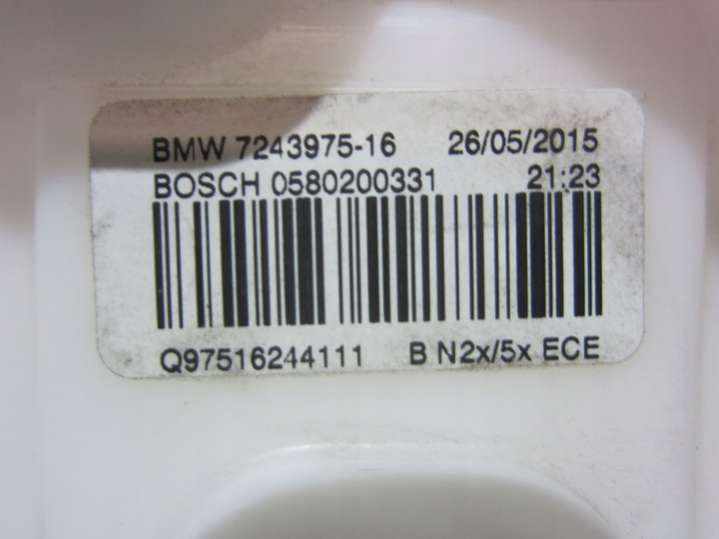 BMW 7243975-16 26/05/2015
BOSCH 0580200331 21:23
Q97516244111 B N2x/5x ECE